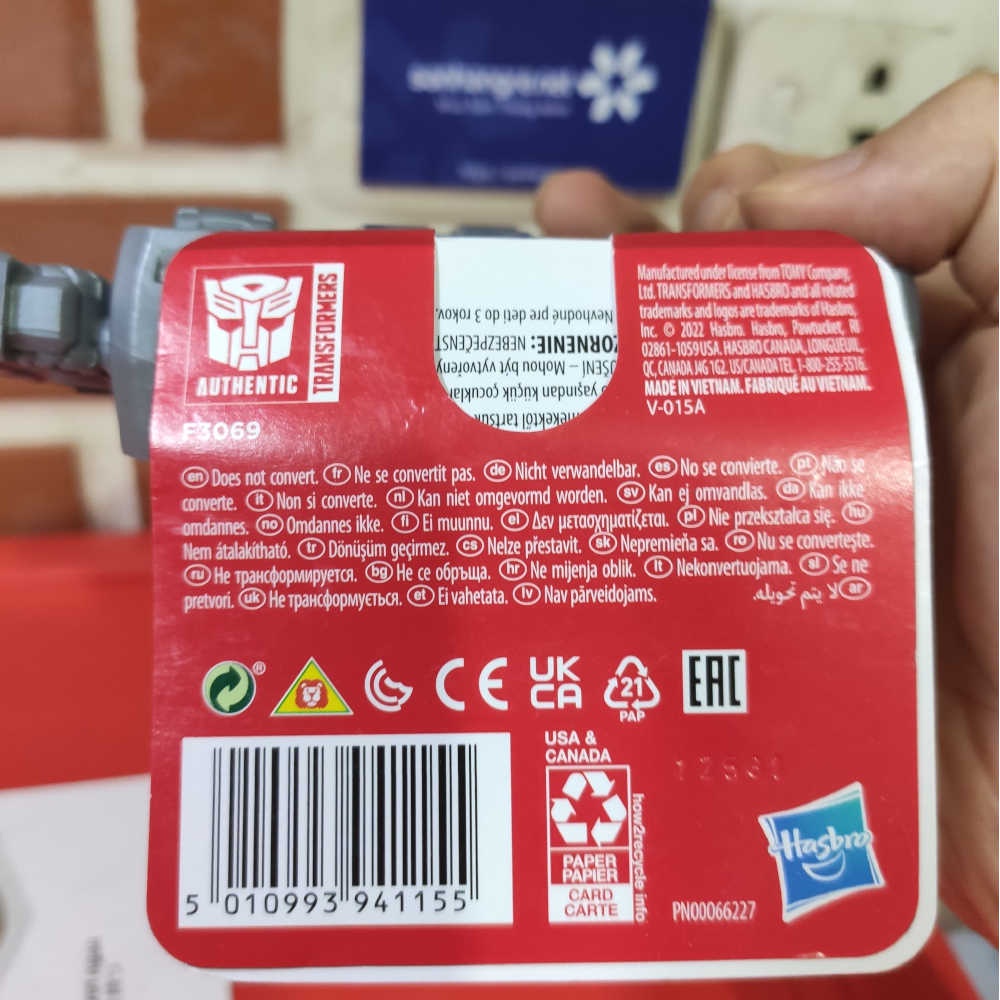 AUTHENTIC
TRANSFORMERS
F3069
Nevhodné pre deti do 3 rokov.
ZORNENIE: NEBEZPEČENST
USENÍ – Mohou být vytvořeny
yaşından küçük çocuklar
Manufactured under license from TOMY Company,
Ltd. TRANSFORMERS and HASBRO and all related
trademarks and logos are trademarks of Hasbro,
Inc. © 2022 Hasbro. Hasbro, Pawtucket, RI
02861-1059 USA. HASBRO CANADA, LONGUEUIL,
QC, CANADA J4G 1G2. US/CANADA TEL. 1-800-255-5516.
MADE IN VIETNAM. FABRIQUÉ AU VIETNAM.
V-015A
en Does not convert. fr Ne se convertit pas. de Nicht verwandelbar. es No se convierte. pt Não se
converte. it Non si converte. nl Kan niet omgevormd worden. sv Kan ej omvandlas. da Kan ikke
omdannes. no Omdannes ikke. fi Ei muunnu. el Δεν μετασχηματίζεται. pl Nie przekształca się. hu
Nem átalakítható. tr Dönüşüm geçirmez. cs Nelze přestavit. sk Nepremieňa sa. ro Nu se convertește.
ru Не трансформируется. bg Не се обръща. hr Ne mijenja oblik. lt Nekonvertuojama. sl Se ne
pretvori. uk Не трансформується. et Ei vahetata. lv Nav pārveidojams. ar لا يتم تحويله.
®
CE
UK
CA
21
PAP
EAC
5 010993 941155
USA &
CANADA
PAPER
PAPIER
CARD
CARTE
how2recycle.info
Hasbro
PN00066227